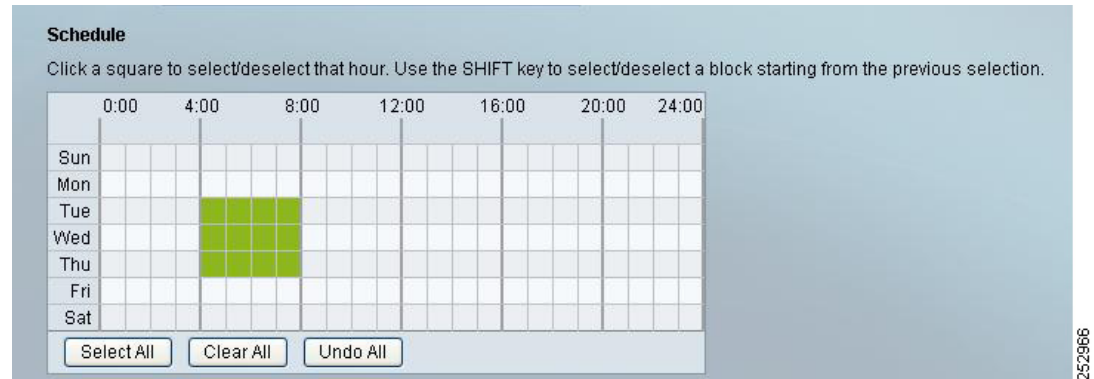 Schedule
Click a square to select/deselect that hour. Use the SHIFT key to select/deselect a block starting from the previous selection.
0:00 4:00 8:00 12:00 16:00 20:00 24:00
Sun
Mon
Tue
Wed
Thu
Fri
Sat
Select All Clear All Undo All
252966